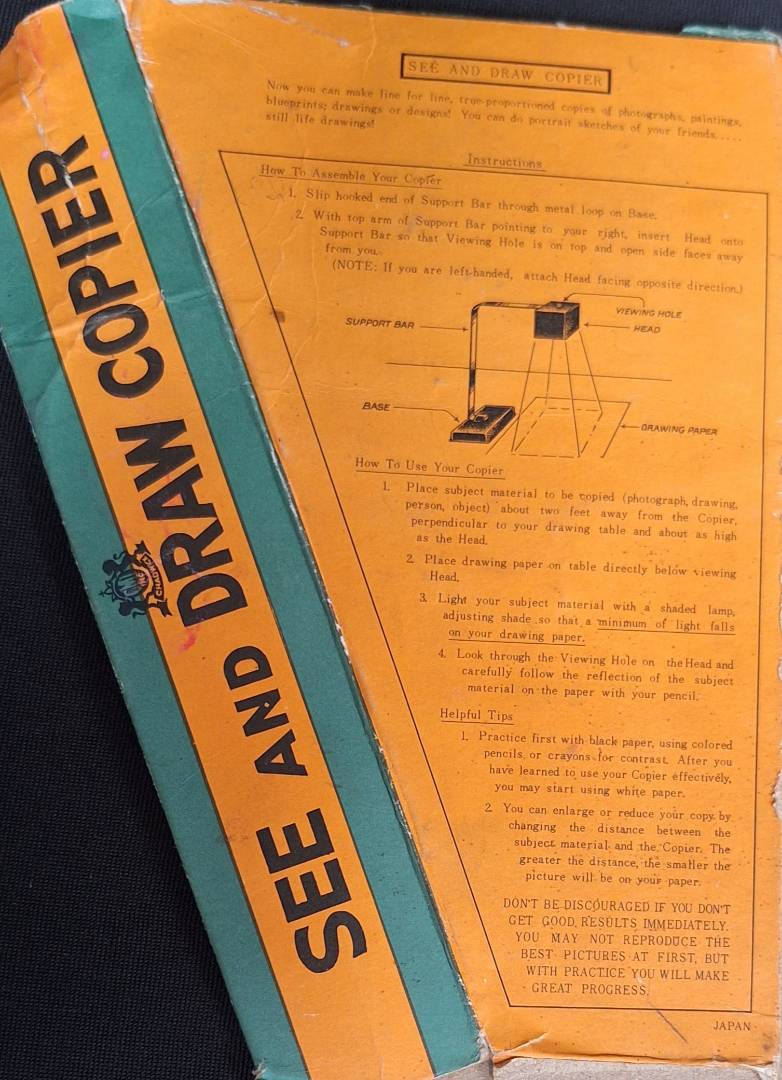 SEE AND DRAW COPIER
SEE AND DRAW COPIER
Now you can make line for line, true-proportioned copies of photographs, paintings,
blueprints; drawings or designs! You can do portrait sketches of your friends.....
still life drawings!
Instructions
How To Assemble Your Copier
1. Slip hooked end of Support Bar through metal loop on Base.
2. With top arm of Support Bar pointing to your right, insert Head onto
Support Bar so that Viewing Hole is on top and open side faces away
from you.
(NOTE: If you are left-handed, attach Head facing opposite direction.)
SUPPORT BAR
VIEWING HOLE
HEAD
BASE
DRAWING PAPER
How To Use Your Copier
1. Place subject material to be copied (photograph, drawing,
person, object) about two feet away from the Copier,
perpendicular to your drawing table and about as high
as the Head.
2. Place drawing paper on table directly below viewing
Head.
3. Light your subject material with a shaded lamp,
adjusting shade so that a minimum of light falls
on your drawing paper.
4. Look through the Viewing Hole on the Head and
carefully follow the reflection of the subject
material on the paper with your pencil.
Helpful Tips
1. Practice first with black paper, using colored
pencils, or crayons for contrast. After you
have learned to use your Copier effectively,
you may start using white paper.
2. You can enlarge or reduce your copy by
changing the distance between the
subject material and the Copier. The
greater the distance, the smaller the
picture will be on your paper.
DON'T BE DISCOURAGED IF YOU DON'T
GET GOOD RESULTS IMMEDIATELY.
YOU MAY NOT REPRODUCE THE
BEST PICTURES AT FIRST, BUT
WITH PRACTICE YOU WILL MAKE
GREAT PROGRESS.
JAPAN